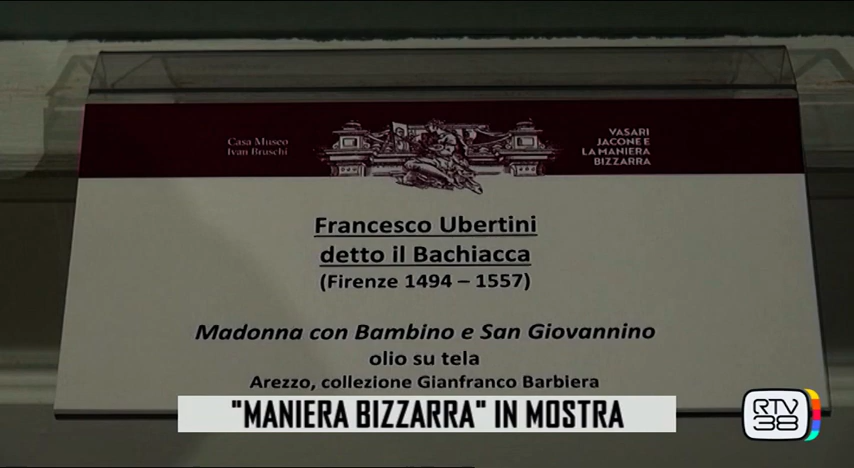 Casa Museo
Ivan Bruschi
VASARI
JACONE E
LA MANIERA
BIZZARRA
Francesco Ubertini
detto il Bachiacca
(Firenze 1494 – 1557)
Madonna con Bambino e San Giovannino
olio su tela
Arezzo, collezione Gianfranco Barbiera
"MANIERA BIZZARRA" IN MOSTRA
RTV
38